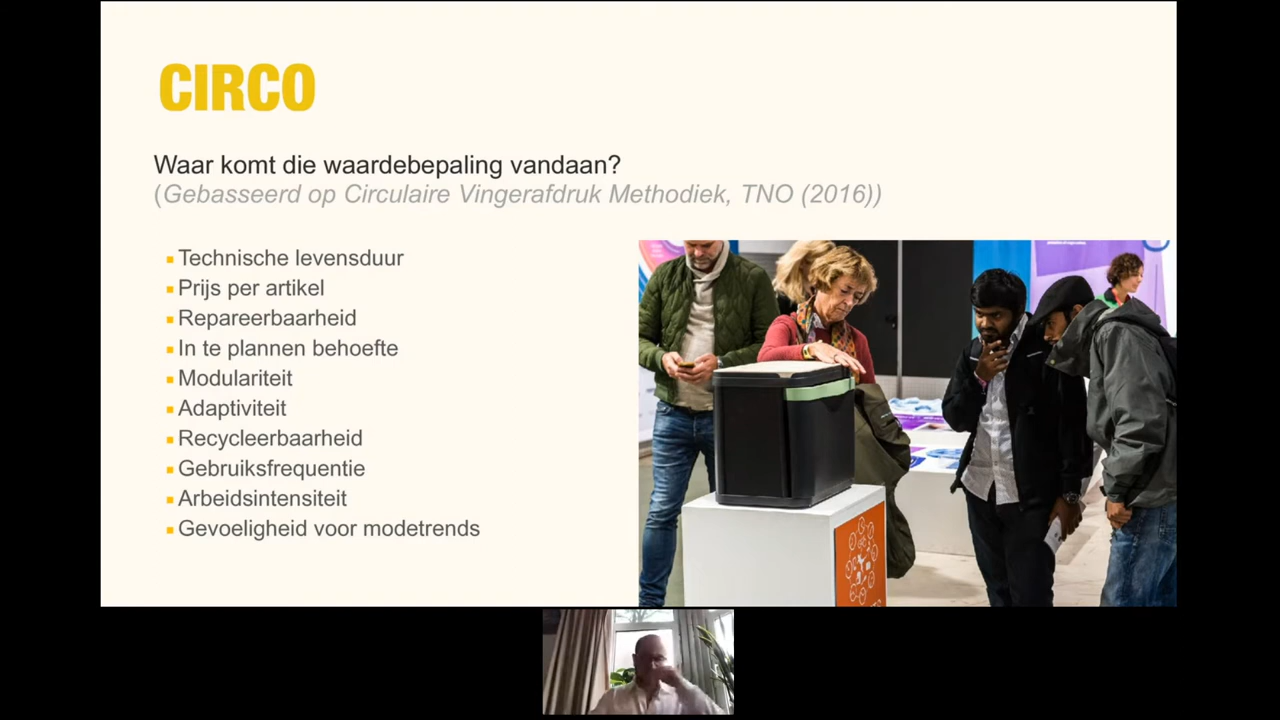 CIRCO
Waar komt die waardebepaling vandaan?
(Gebasseerd op Circulaire Vingerafdruk Methodiek, TNO (2016))
Technische levensduur
Prijs per artikel
Repareerbaarheid
In te plannen behoefte
Modulariteit
Adaptiviteit
Recycleerbaarheid
Gebruiksfrequentie
Arbeidsintensiteit
Gevoeligheid voor modetrends